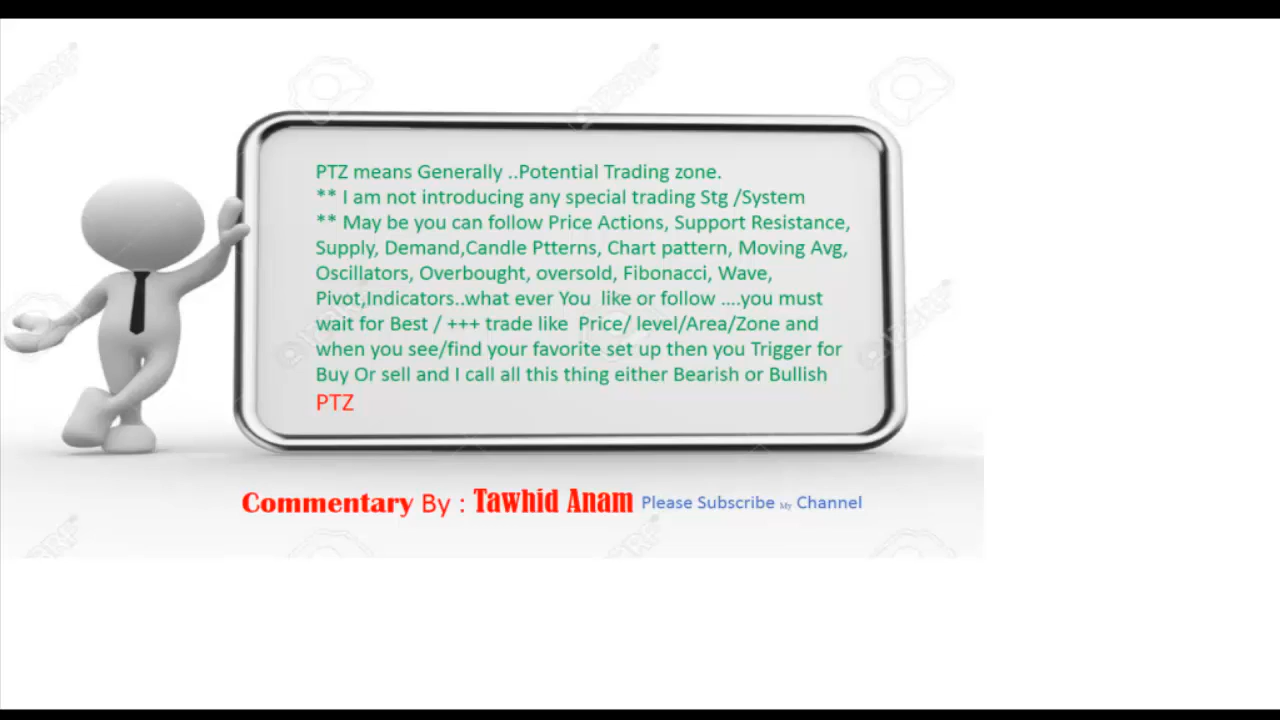 PTZ means Generally ..Potential Trading zone.
** I am not introducing any special trading Stg /System
** May be you can follow Price Actions, Support Resistance,
Supply, Demand,Candle Ptterns, Chart pattern, Moving Avg,
Oscillators, Overbought, oversold, Fibonacci, Wave,
Pivot,Indicators..what ever You  like or follow ....you must
wait for Best / +++ trade like  Price/ level/Area/Zone and
when you see/find your favorite set up then you Trigger for
Buy Or sell and I call all this thing either Bearish or Bullish
PTZ
Commentary By : Tawhid Anam Please Subscribe My Channel